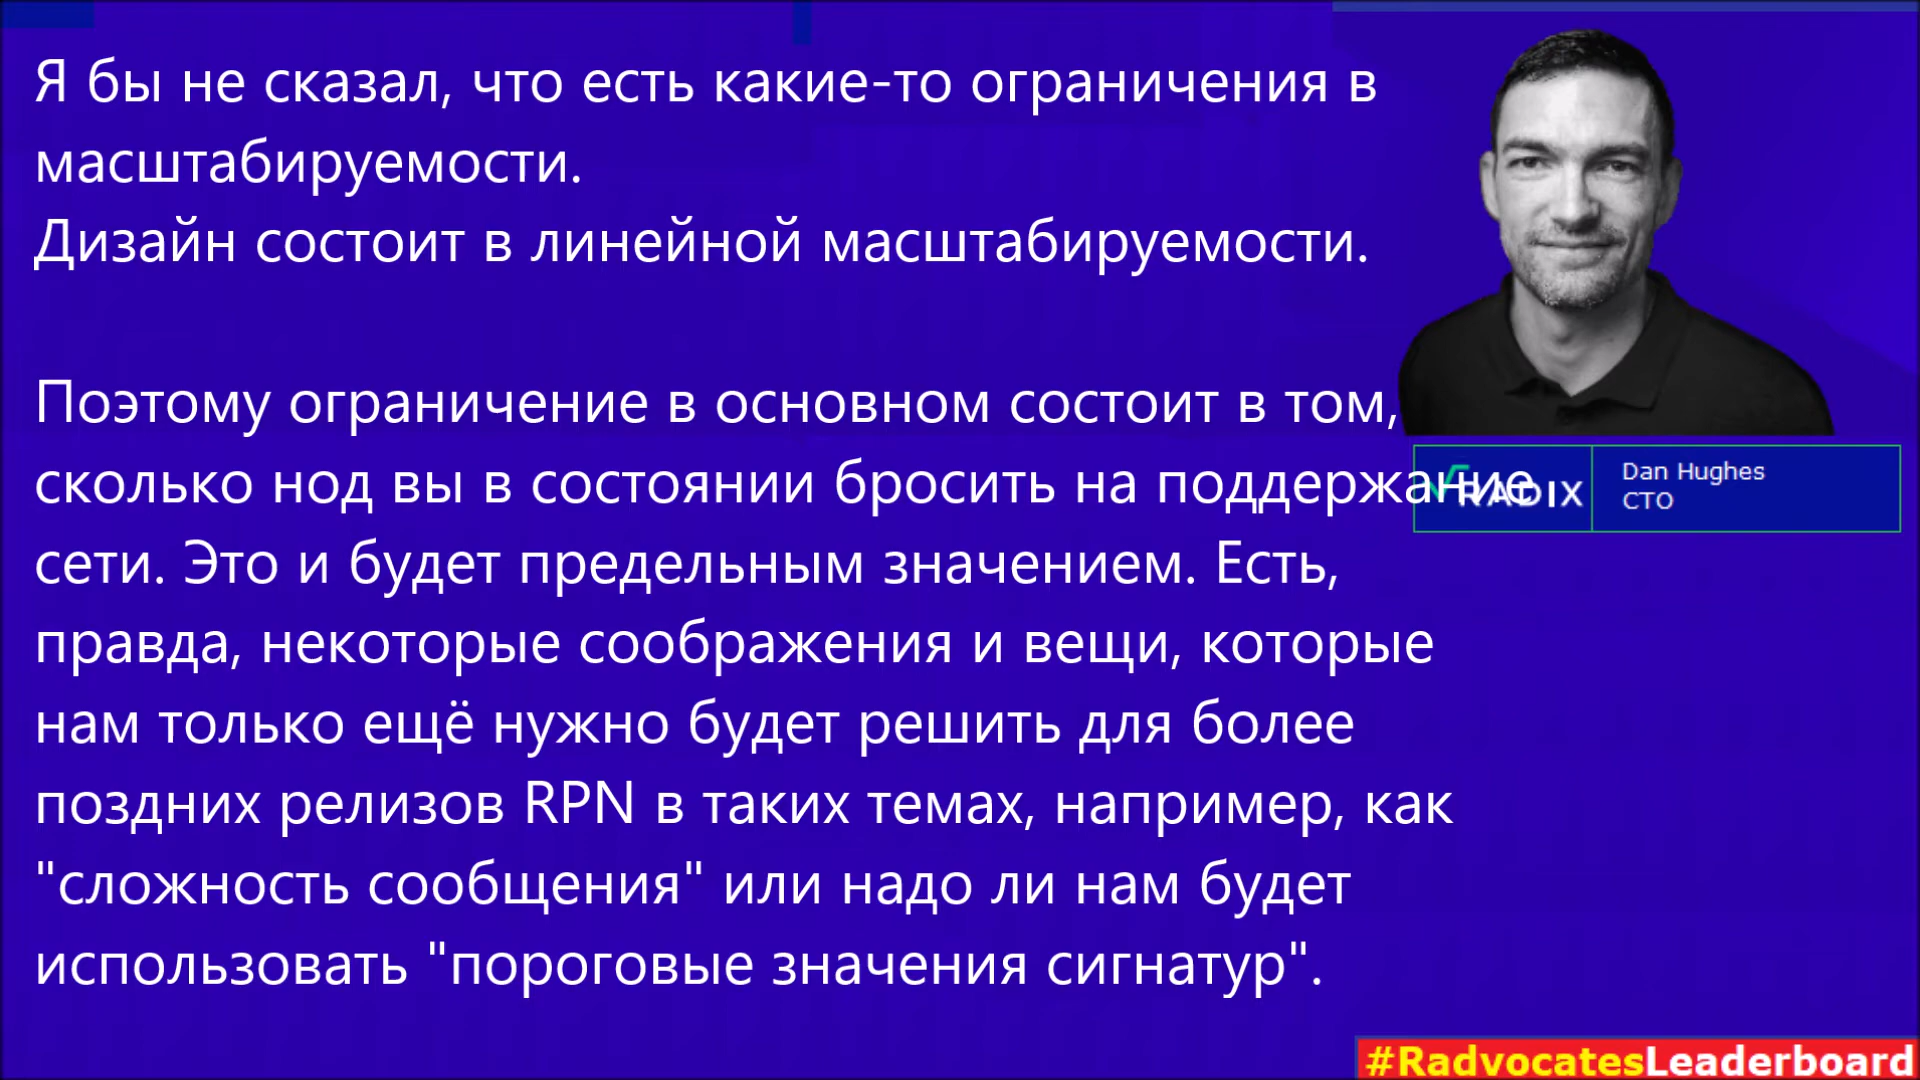 Я бы не сказал, что есть какие-то ограничения в
масштабируемости.
Дизайн состоит в линейной масштабируемости.
Поэтому ограничение в основном состоит в том,
сколько нод вы в состоянии бросить на поддержание
сети. Это и будет предельным значением. Есть,
правда, некоторые соображения и вещи, которые
нам только ещё нужно будет решить для более
поздних релизов RPN в таких темах, например, как
"сложность сообщения" или надо ли нам будет
использовать "пороговые значения сигнатур".
RADIX
Dan Hughes
CTO
#RadvocatesLeaderboard